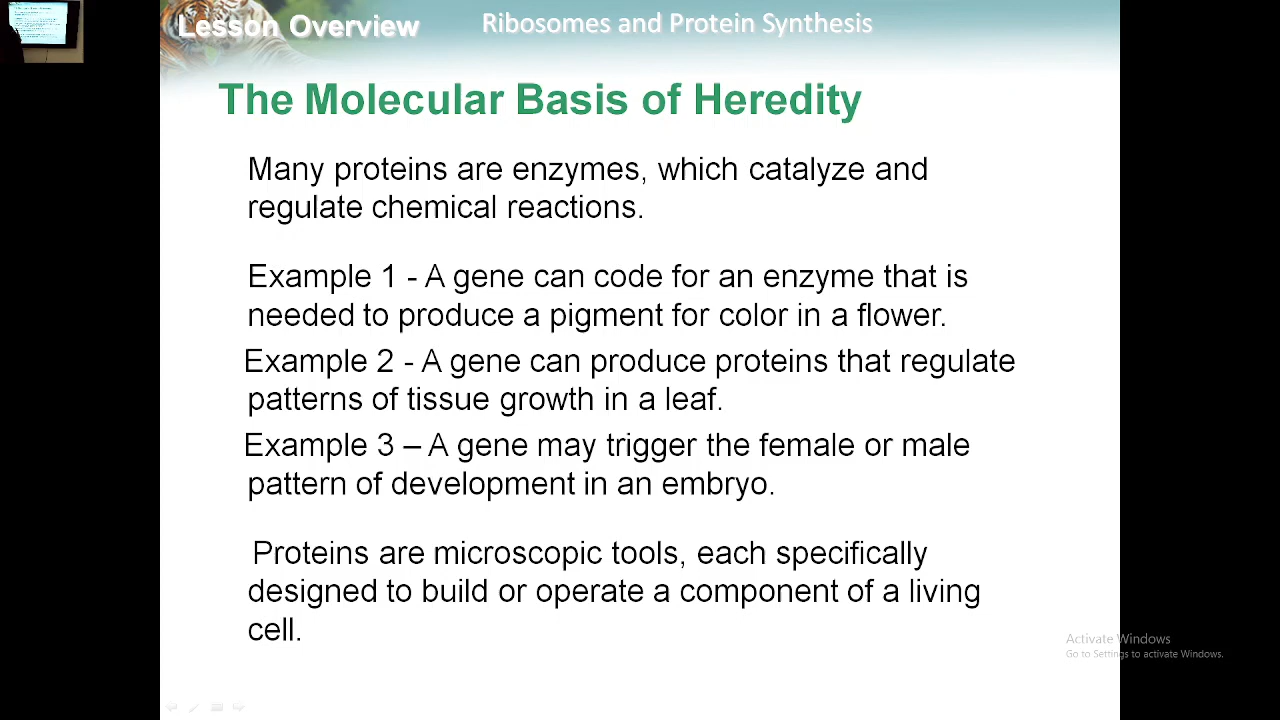 Lesson Overview
Ribosomes and Protein Synthesis
The Molecular Basis of Heredity
Many proteins are enzymes, which catalyze and
regulate chemical reactions.
Example 1 - A gene can code for an enzyme that is
needed to produce a pigment for color in a flower.
Example 2 - A gene can produce proteins that regulate
patterns of tissue growth in a leaf.
Example 3 – A gene may trigger the female or male
pattern of development in an embryo.
Proteins are microscopic tools, each specifically
designed to build or operate a component of a living
cell.
Activate Windows
Go to Settings to activate Windows.